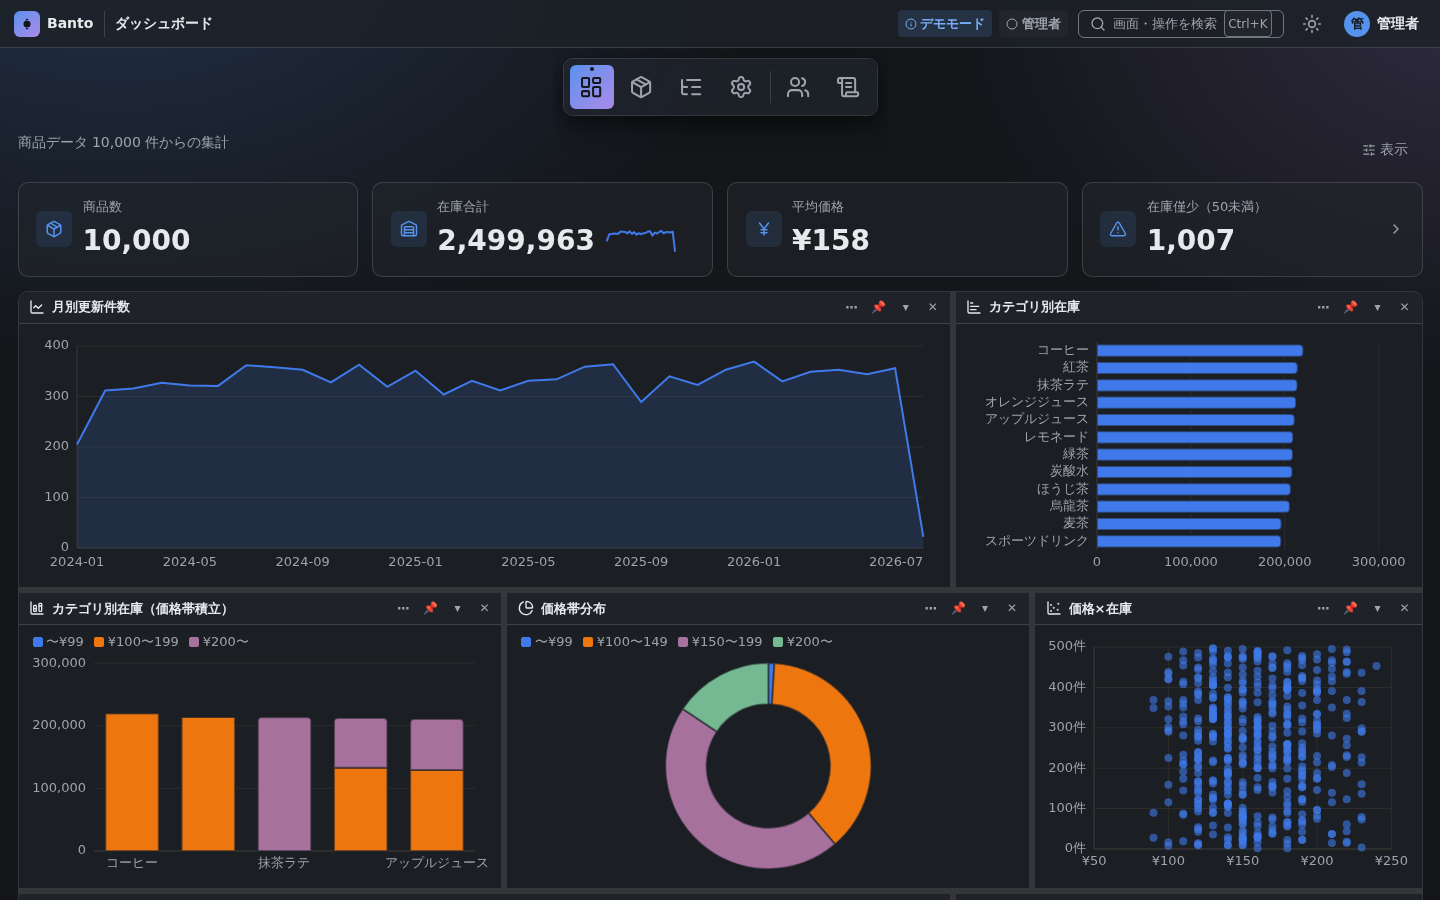 Banto ダッシュボード デモモード 管理者 画面・操作を検索 Ctrl+K 管 管理者
商品データ 10,000 件からの集計
表示
商品数
10,000
在庫合計
2,499,963
平均価格
¥158
在庫僅少（50未満）
1,007
月別更新件数
400
300
200
100
0
2024-01 2024-05 2024-09 2025-01 2025-05 2025-09 2026-01 2026-07
カテゴリ別在庫
コーヒー
紅茶
抹茶ラテ
オレンジジュース
アップルジュース
レモネード
緑茶
炭酸水
ほうじ茶
烏龍茶
麦茶
スポーツドリンク
0 100,000 200,000 300,000
カテゴリ別在庫（価格帯積立）
〜¥99 ¥100〜199 ¥200〜
300,000
200,000
100,000
0
コーヒー 抹茶ラテ アップルジュース
価格帯分布
〜¥99 ¥100〜149 ¥150〜199 ¥200〜
価格×在庫
500件
400件
300件
200件
100件
0件
¥50 ¥100 ¥150 ¥200 ¥250